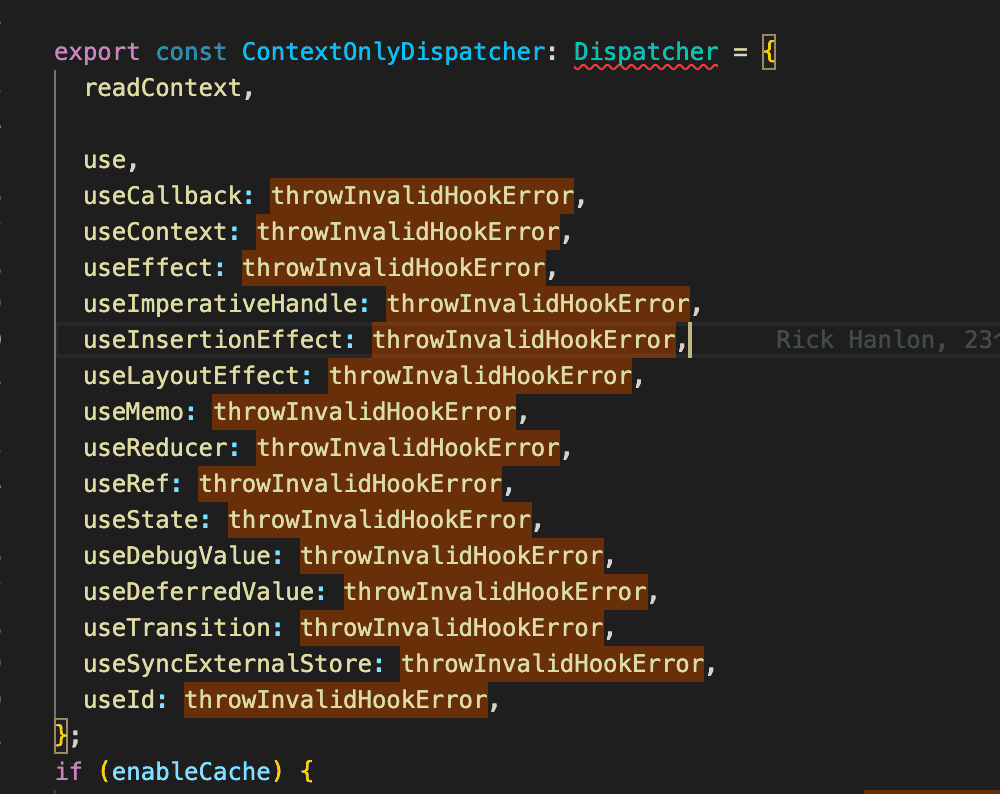 export const ContextOnlyDispatcher: Dispatcher = {
readContext,
use,
useCallback: throwInvalidHookError,
useContext: throwInvalidHookError,
useEffect: throwInvalidHookError,
useImperativeHandle: throwInvalidHookError,
useInsertionEffect: throwInvalidHookError, Rick Hanlon, 23
useLayoutEffect: throwInvalidHookError,
useMemo: throwInvalidHookError,
useReducer: throwInvalidHookError,
useRef: throwInvalidHookError,
useState: throwInvalidHookError,
useDebugValue: throwInvalidHookError,
useDeferredValue: throwInvalidHookError,
useTransition: throwInvalidHookError,
useSyncExternalStore: throwInvalidHookError,
useId: throwInvalidHookError,
};
if (enableCache) {